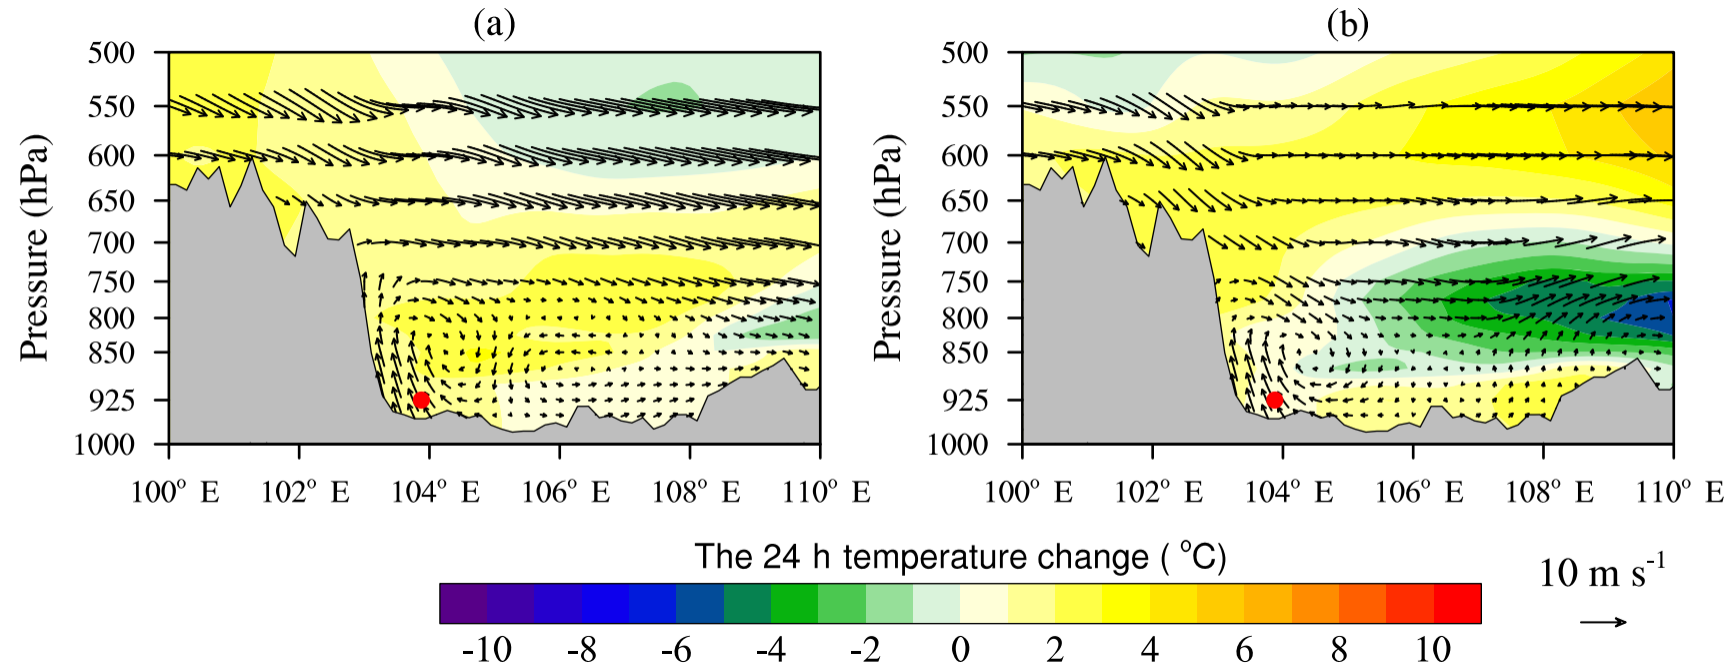 (a)
(b)
Pressure (hPa)
500
550
600
650
700
750
800
850
925
1000
100° E 102° E 104° E 106° E 108° E 110° E
Pressure (hPa)
500
550
600
650
700
750
800
850
925
1000
100° E 102° E 104° E 106° E 108° E 110° E
The 24 h temperature change ( °C)
-10 -8 -6 -4 -2 0 2 4 6 8 10
10 m s⁻¹